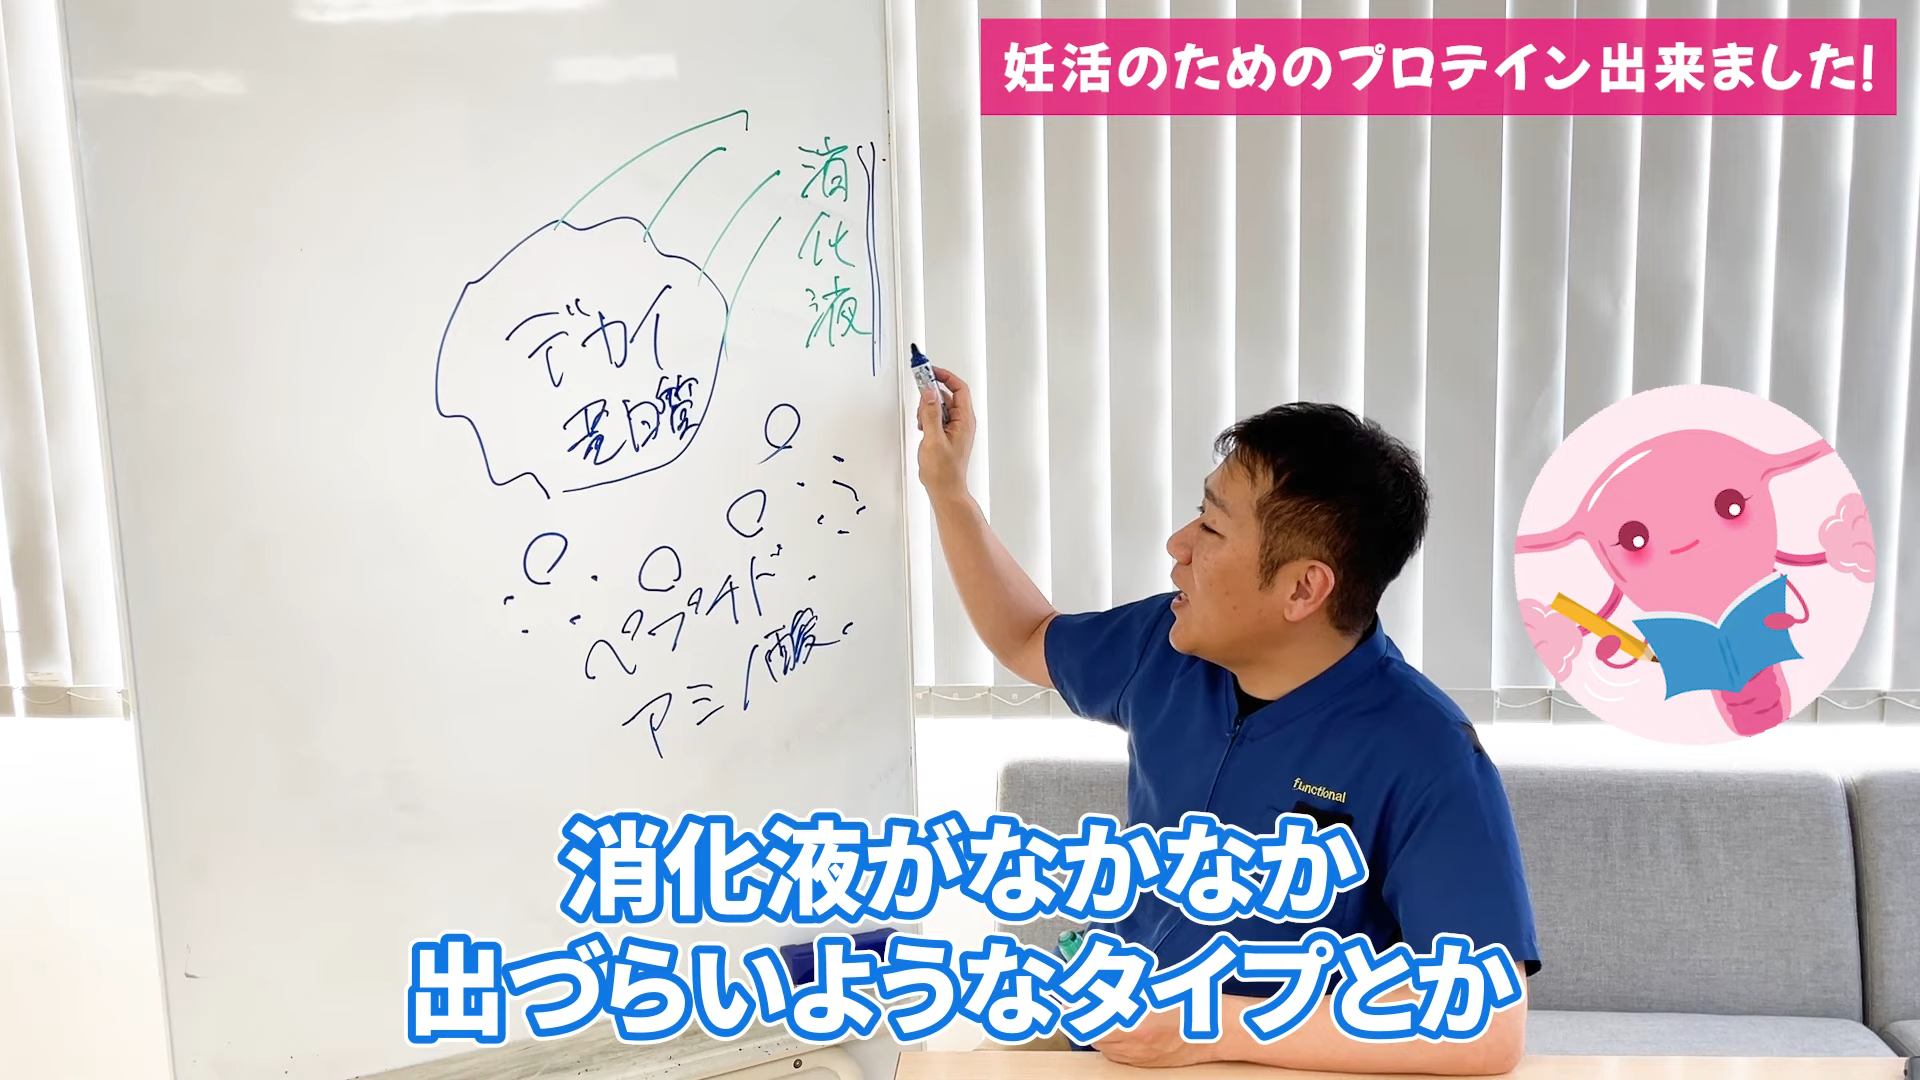 妊活のためのプロテイン出来ました!
消化液
デカイ
蛋白質
ペプチド
アミノ酸
functional
消化液がなかなか
出づらいようなタイプとか